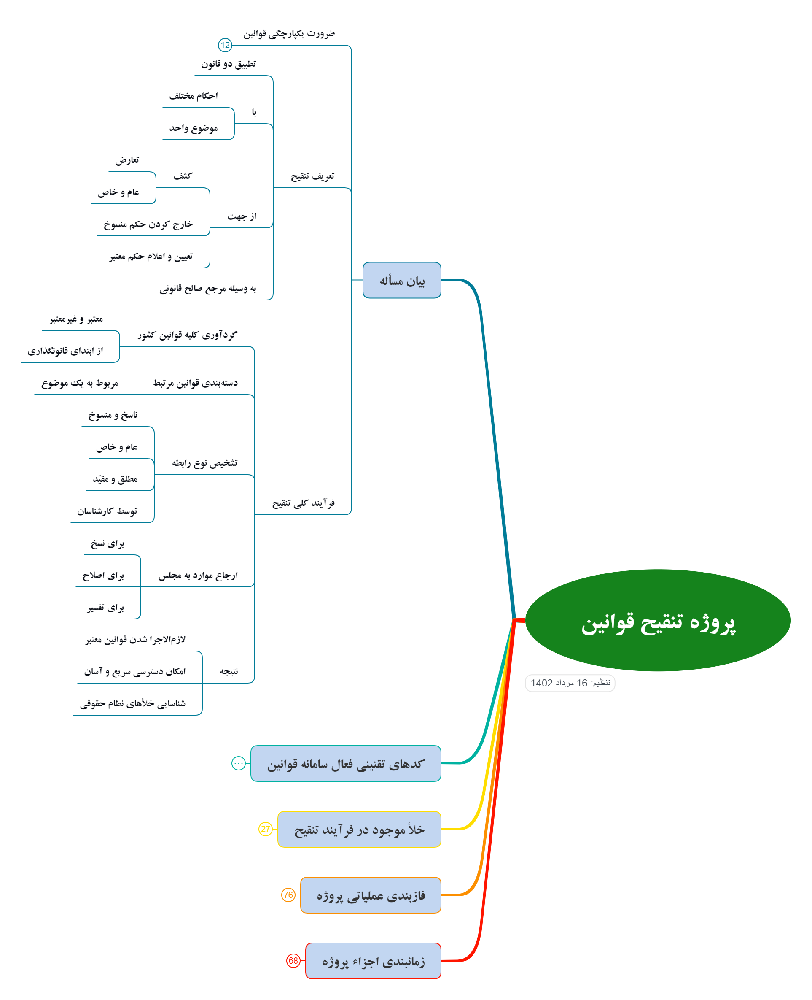 پروژه تنقیح قوانین
تنظیم: 16 مرداد 1402
بیان مسأله
ضرورت یکپارچگی قوانین
12
تعریف تنقیح
تطبیق دو قانون
با
احکام مختلف
موضوع واحد
از جهت
کشف
تعارض
عام و خاص
خارج کردن حکم منسوخ
تعیین و اعلام حکم معتبر
به وسیله مرجع صالح قانونی
فرآیند کلی تنقیح
گردآوری کلیه قوانین کشور
معتبر و غیرمعتبر
از ابتدای قانونگذاری
دسته‌بندی قوانین مرتبط
مربوط به یک موضوع
تشخیص نوع رابطه
ناسخ و منسوخ
عام و خاص
مطلق و مقیّد
توسط کارشناسان
ارجاع موارد به مجلس
برای نسخ
برای اصلاح
برای تفسیر
نتیجه
لازم‌الاجرا شدن قوانین معتبر
امکان دسترسی سریع و آسان
شناسایی خلأهای نظام حقوقی
کدهای تقنینی فعال سامانه قوانین
...
خلأ موجود در فرآیند تنقیح
27
فازبندی عملیاتی پروژه
76
زمانبندی اجزاء پروژه
68